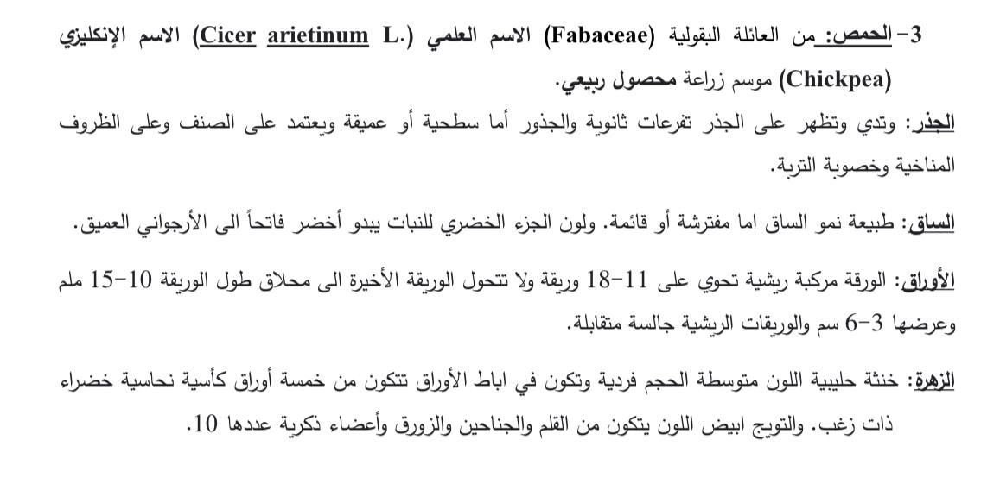 3-الحمص: من العائلة البقولية (Fabaceae) الاسم العلمي (.Cicer arietinum L) الاسم الإنكليزي
(Chickpea) موسم زراعة محصول ربيعي.
الجذر: وتدي وتظهر على الجذر تفرعات ثانوية والجذور أما سطحية أو عميقة ويعتمد على الصنف وعلى الظروف
المناخية وخصوبة التربة.
الساق: طبيعة نمو الساق اما مفترشة أو قائمة. ولون الجزء الخضري للنبات يبدو أخضر فاتحاً الى الأرجواني العميق.
الأوراق: الورقة مركبة ريشية تحوي على 11-18 وريقة ولا تتحول الوريقة الأخيرة الى محلاق طول الوريقة 10-15 ملم
وعرضها 3-6 سم والوريقات الريشية جالسة متقابلة.
الزهرة: خنثة حليبية اللون متوسطة الحجم فردية وتكون في اباط الأوراق تتكون من خمسة أوراق كأسية نحاسية خضراء
ذات زغب. والتويج ابيض اللون يتكون من القلم والجناحين والزورق وأعضاء ذكرية عددها 10.